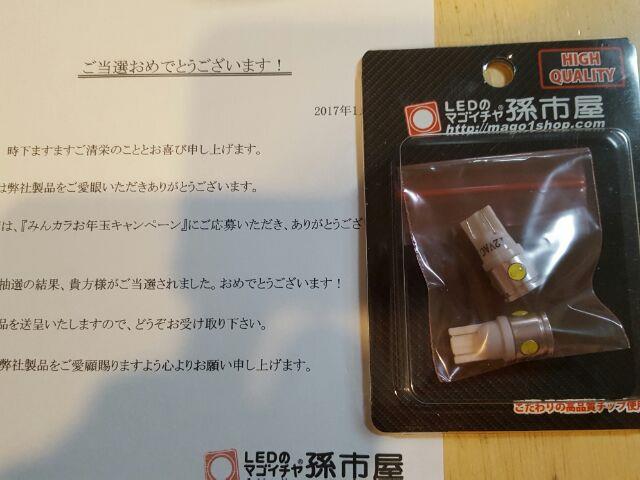 ご当選おめでとうございます！
2017年1
時下ますますご清栄のこととお喜び申し上げます。
は弊社製品をご愛眼いただきありがとうございます。
は、『みんカラお年玉キャンペーン』にご応募いただき、ありがとうござ
抽選の結果、貴方様がご当選されました。おめでとうございます！
品を送呈いたしますので、どうぞお受け取り下さい。
弊社製品をご愛顧賜りますよう心よりお願い申し上げます。
LEDの
マゴイチヤ 孫市屋
HIGH
QUALITY
LEDの
マゴイチヤ 孫市屋
http://mago1shop.com
こだわりの高品質チップ使用